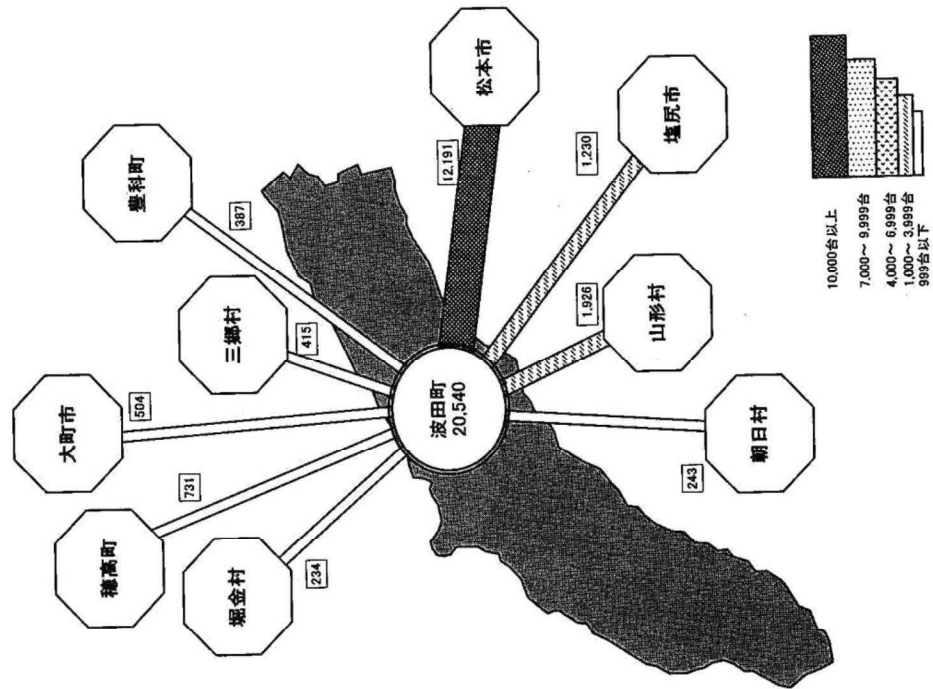 穂高町
堀金村
大町市
三郷村
豊科町
731
234
504
415
387
波田町
20,540
12,191
松本市
243
1,926
1,230
朝日村
山形村
塩尻市
10,000台以上
7,000～ 9,999台
4,000～ 6,999台
1,000～ 3,999台
999台以下